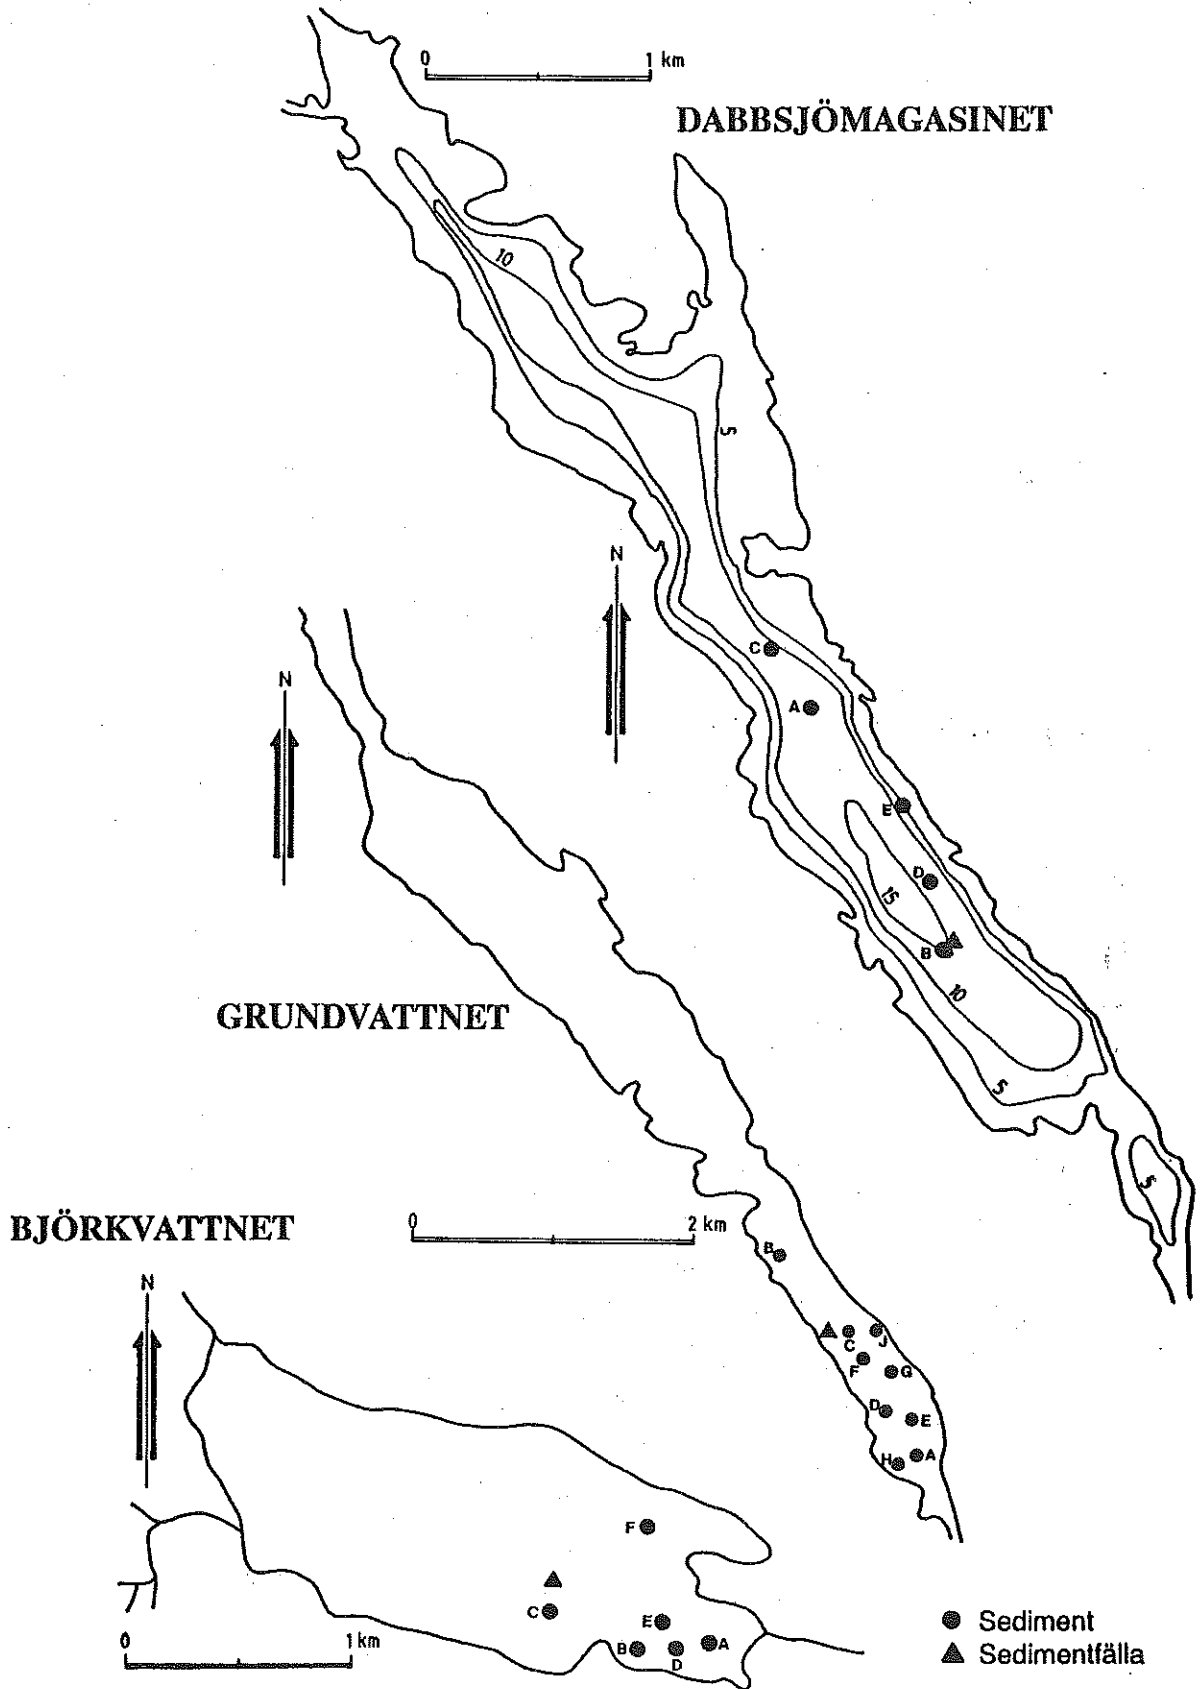 0 1 km
DABBSJÖMAGASINET
10
5
N
C
A
E
D
15
B
10
5
5
N
GRUNDVATTNET
0 2 km
B
C
J
F
G
D
E
H
A
BJÖRKVATTNET
N
F
C
E
B
D
A
0 1 km
● Sediment
▲ Sedimentfälla